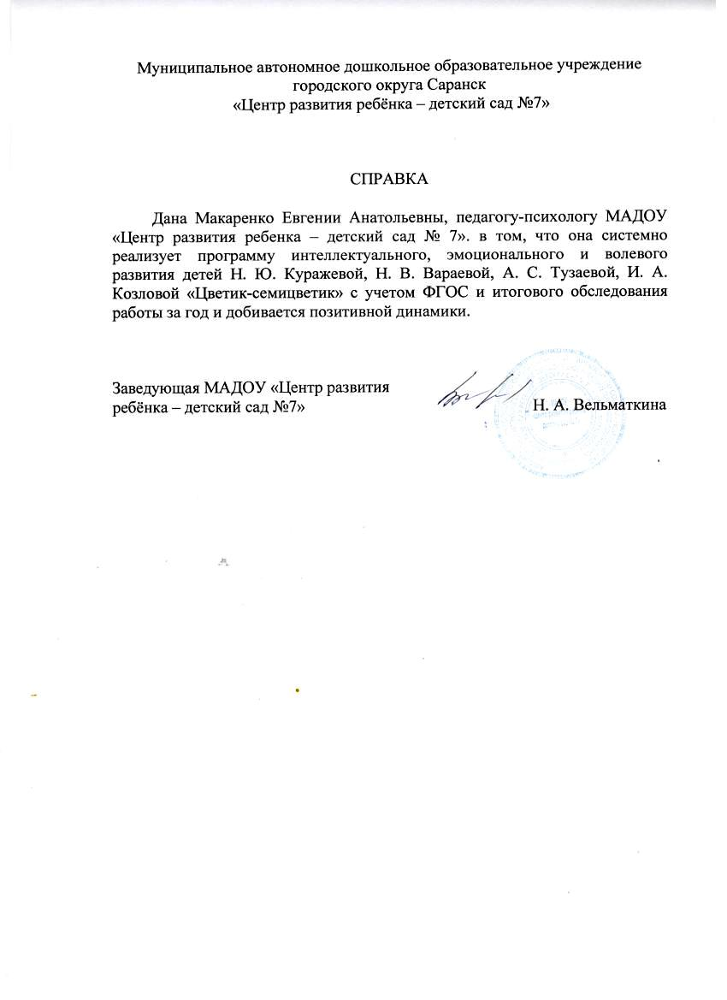 Муниципальное автономное дошкольное образовательное учреждение
городского округа Саранск
«Центр развития ребёнка – детский сад №7»
СПРАВКА
Дана Макаренко Евгении Анатольевны, педагогу-психологу МАДОУ
«Центр развития ребенка – детский сад № 7». в том, что она системно
реализует программу интеллектуального, эмоционального и волевого
развития детей Н. Ю. Куражевой, Н. В. Вараевой, А. С. Тузаевой, И. А.
Козловой «Цветик-семицветик» с учетом ФГОС и итогового обследования
работы за год и добивается позитивной динамики.
Заведующая МАДОУ «Центр развития
ребёнка – детский сад №7»
Н. А. Вельматкина